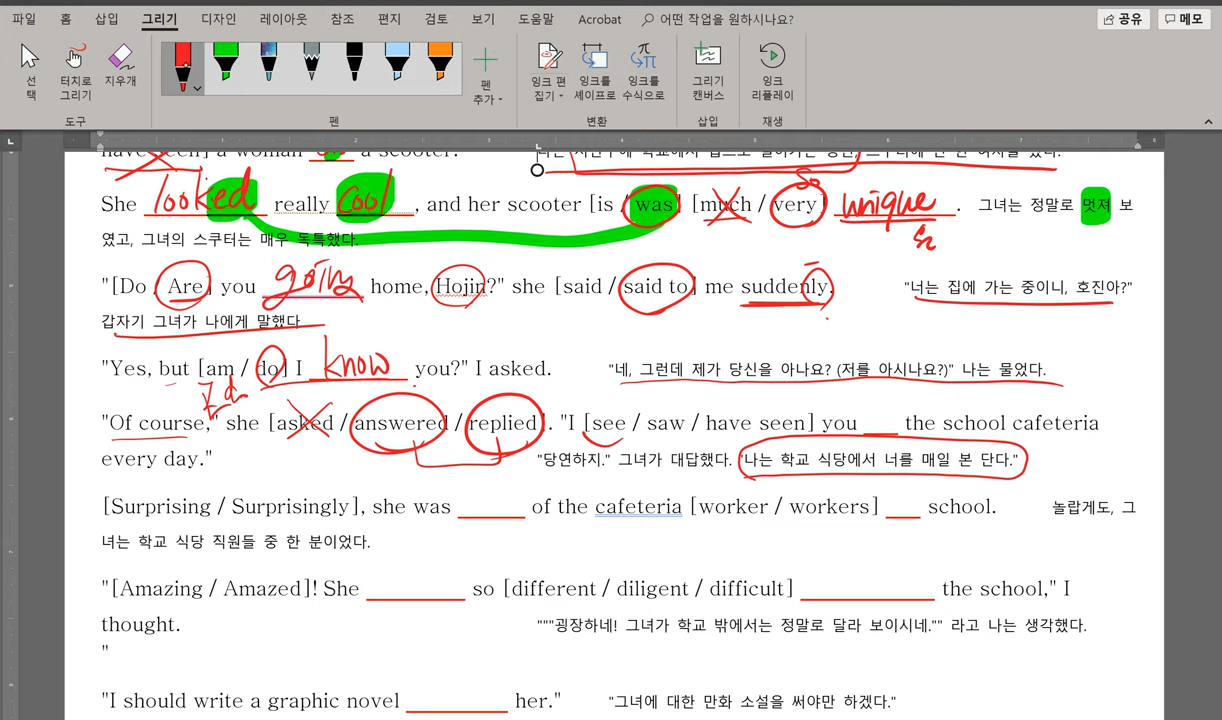 파일 홈 삽입 그리기 디자인 레이아웃 참조 편지 검토 보기 도움말 Acrobat 어떤 작업을 원하시나요? 공유 메모
선택 터치로 그리기 지우개 펜 추가 잉크 편집기 잉크를 셰이프로 잉크를 수식으로 그리기 캔버스 잉크 리플레이
도구 펜 변환 삽입 재생
a woman a scooter.
She looked really cool, and her scooter [is / was] [much / very] so unique. 그녀는 정말로 멋져 보
였고, 그녀의 스쿠터는 매우 독특했다.
"[Do / Are] you going home, Hojin?" she [said / said to] me suddenly. "너는 집에 가는 중이니, 호진아?"
갑자기 그녀가 나에게 말했다
"Yes, but [am / do] I know you?" I asked. "네, 그런데 제가 당신을 아나요? (저를 아시나요?)" 나는 물었다.
"Of course," she [asked / answered / replied]. "I [see / saw / have seen] you the school cafeteria
every day." "당연하지." 그녀가 대답했다. "나는 학교 식당에서 너를 매일 본 단다."
[Surprising / Surprisingly], she was of the cafeteria [worker / workers] school. 놀랍게도, 그
녀는 학교 식당 직원들 중 한 분이었다.
"[Amazing / Amazed]! She so [different / diligent / difficult] the school," I
thought. """굉장하네! 그녀가 학교 밖에서는 정말로 달라 보이시네."" 라고 나는 생각했다.
"
"I should write a graphic novel her." "그녀에 대한 만화 소설을 써야만 하겠다."